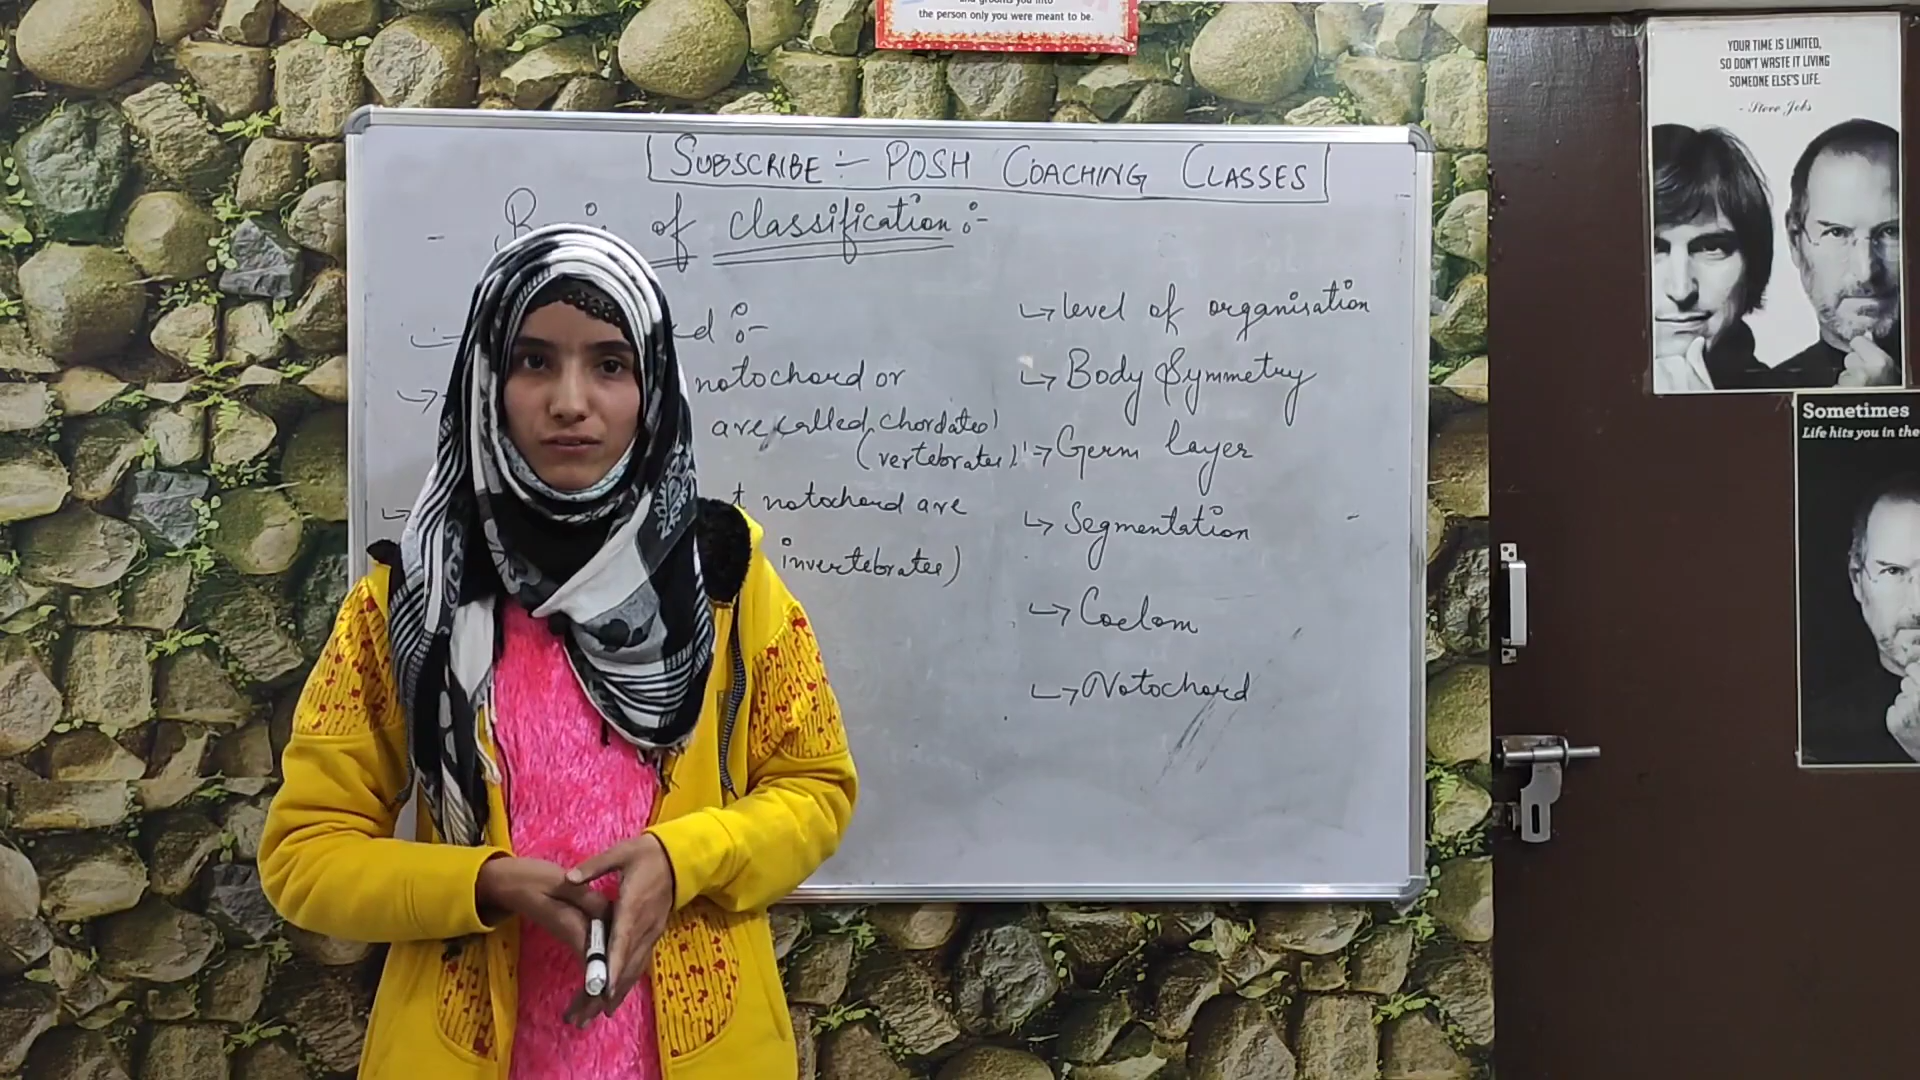 the person only you were meant to be.
SUBSCRIBE :- POSH COACHING CLASSES
- of classification :-
:-
notochord or
are called chordates
(vertebrates)
t notochord are
invertebrates)
↳ level of organisation
↳ Body Symmetry
↳ Germ layer
↳ Segmentation
↳ Coelom
↳ Notochord
YOUR TIME IS LIMITED,
SO DON'T WASTE IT LIVING
SOMEONE ELSE'S LIFE.
- Steve Jobs
Sometimes
Life hits you in the